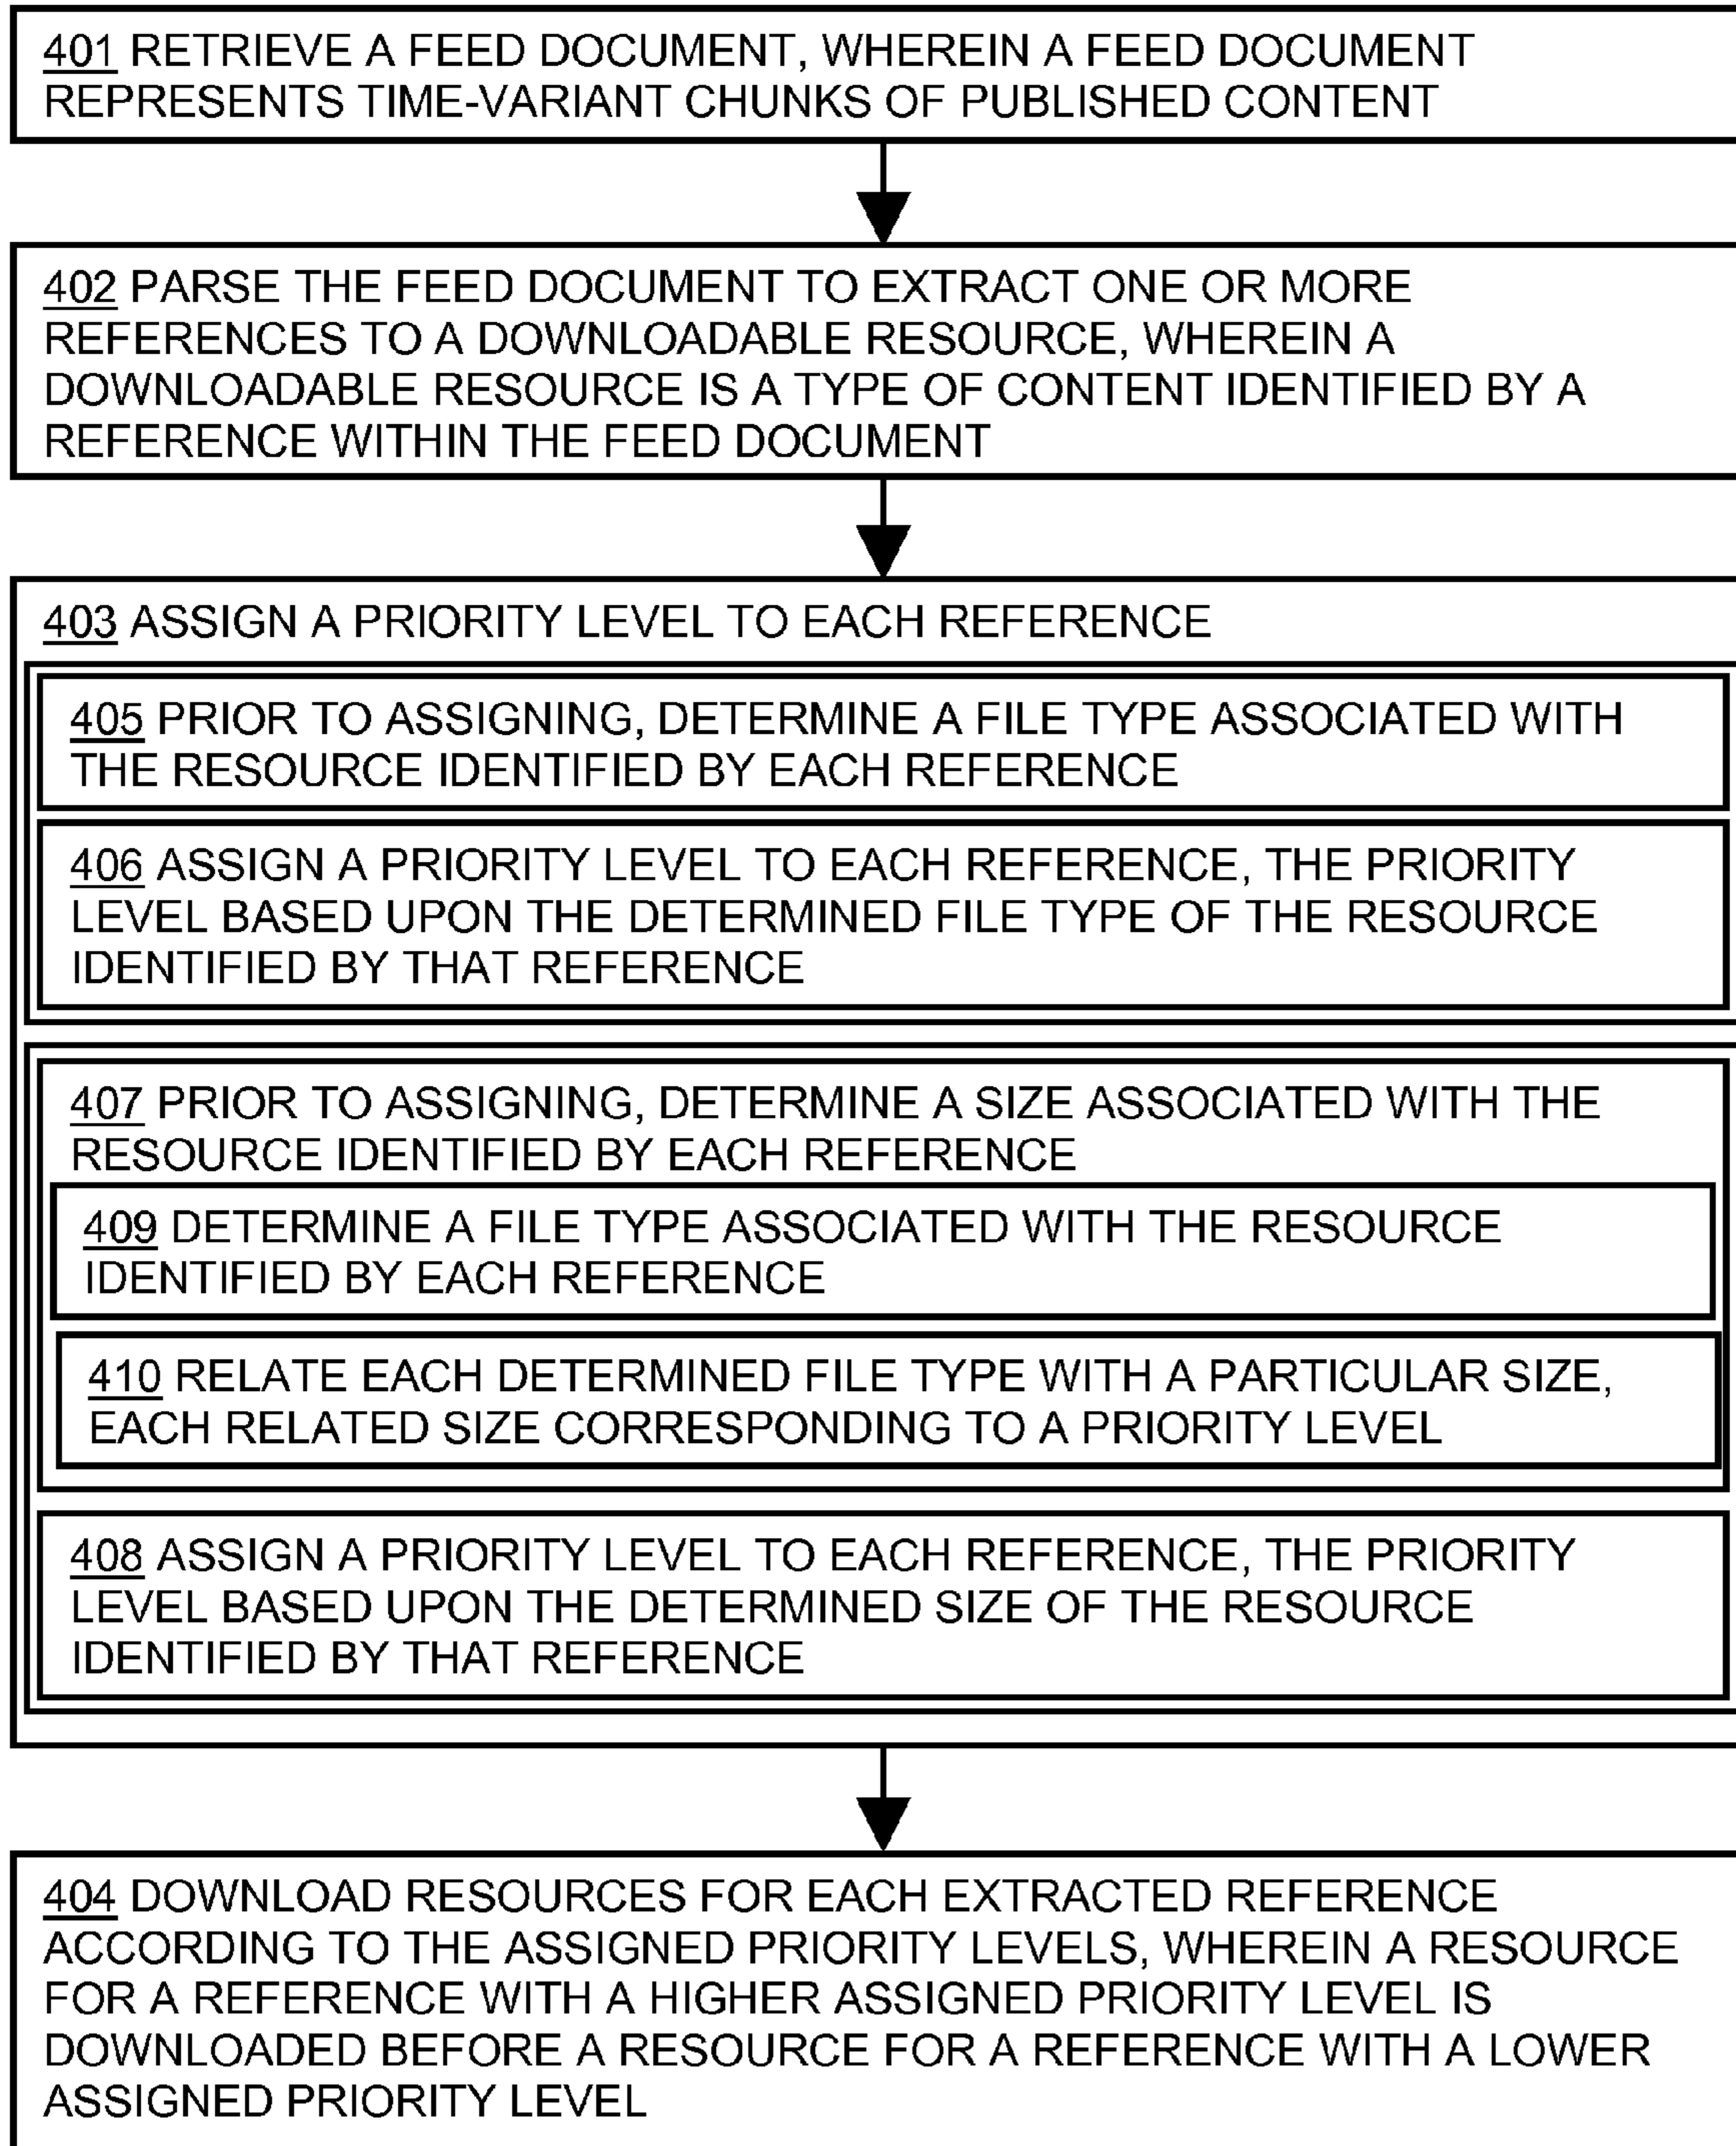 401 RETRIEVE A FEED DOCUMENT, WHEREIN A FEED DOCUMENT
REPRESENTS TIME-VARIANT CHUNKS OF PUBLISHED CONTENT
402 PARSE THE FEED DOCUMENT TO EXTRACT ONE OR MORE
REFERENCES TO A DOWNLOADABLE RESOURCE, WHEREIN A
DOWNLOADABLE RESOURCE IS A TYPE OF CONTENT IDENTIFIED BY A
REFERENCE WITHIN THE FEED DOCUMENT
403 ASSIGN A PRIORITY LEVEL TO EACH REFERENCE
405 PRIOR TO ASSIGNING, DETERMINE A FILE TYPE ASSOCIATED WITH
THE RESOURCE IDENTIFIED BY EACH REFERENCE
406 ASSIGN A PRIORITY LEVEL TO EACH REFERENCE, THE PRIORITY
LEVEL BASED UPON THE DETERMINED FILE TYPE OF THE RESOURCE
IDENTIFIED BY THAT REFERENCE
407 PRIOR TO ASSIGNING, DETERMINE A SIZE ASSOCIATED WITH THE
RESOURCE IDENTIFIED BY EACH REFERENCE
409 DETERMINE A FILE TYPE ASSOCIATED WITH THE RESOURCE
IDENTIFIED BY EACH REFERENCE
410 RELATE EACH DETERMINED FILE TYPE WITH A PARTICULAR SIZE,
EACH RELATED SIZE CORRESPONDING TO A PRIORITY LEVEL
408 ASSIGN A PRIORITY LEVEL TO EACH REFERENCE, THE PRIORITY
LEVEL BASED UPON THE DETERMINED SIZE OF THE RESOURCE
IDENTIFIED BY THAT REFERENCE
404 DOWNLOAD RESOURCES FOR EACH EXTRACTED REFERENCE
ACCORDING TO THE ASSIGNED PRIORITY LEVELS, WHEREIN A RESOURCE
FOR A REFERENCE WITH A HIGHER ASSIGNED PRIORITY LEVEL IS
DOWNLOADED BEFORE A RESOURCE FOR A REFERENCE WITH A LOWER
ASSIGNED PRIORITY LEVEL